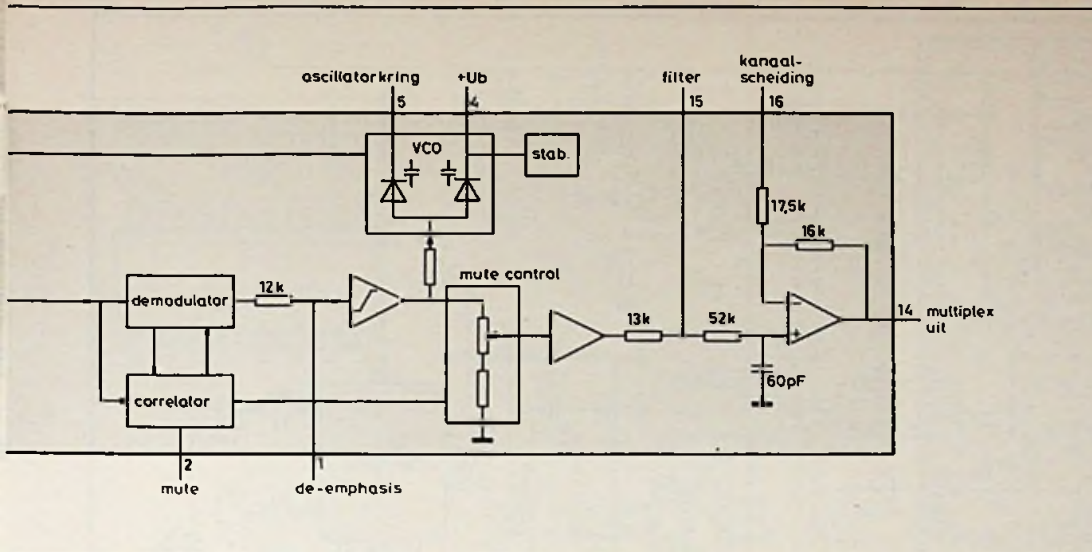 oscillatorkring
+Ub
filter
kanaal-
scheiding
5
4
15
16
VCO
stab.
17,5k
16k
mute control
demodulator
12k
13k
52k
14
multiplex
uit
60pF
correlator
2
1
mute
de-emphasis